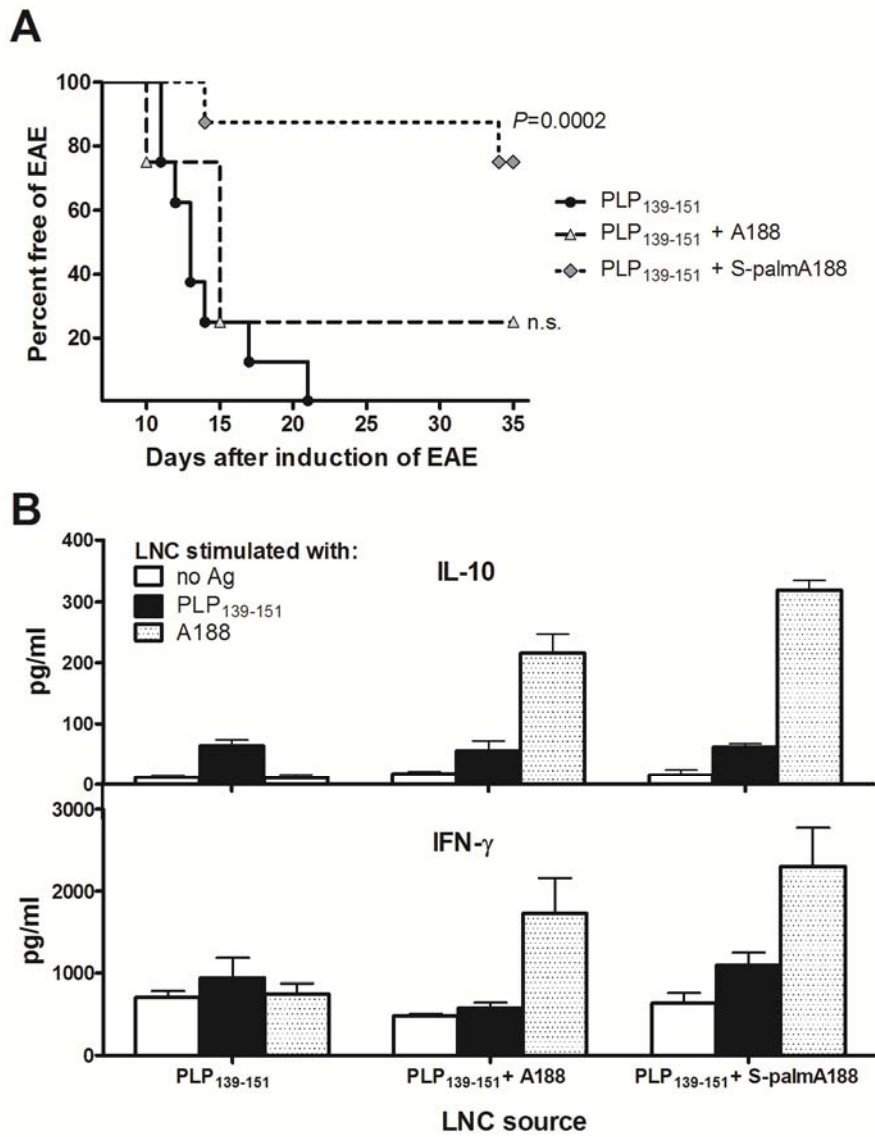 A
100
80
60
40
20
Percent free of EAE
P=0.0002
n.s.
PLP139-151
PLP139-151 + A188
PLP139-151 + S-palmA188
10 15 20 25 30 35
Days after induction of EAE
B
LNC stimulated with:
no Ag
PLP139-151
A188
IL-10
400
300
200
100
0
pg/ml
IFN-γ
3000
2000
1000
0
pg/ml
PLP139-151 PLP139-151+ A188 PLP139-151+ S-palmA188
LNC source